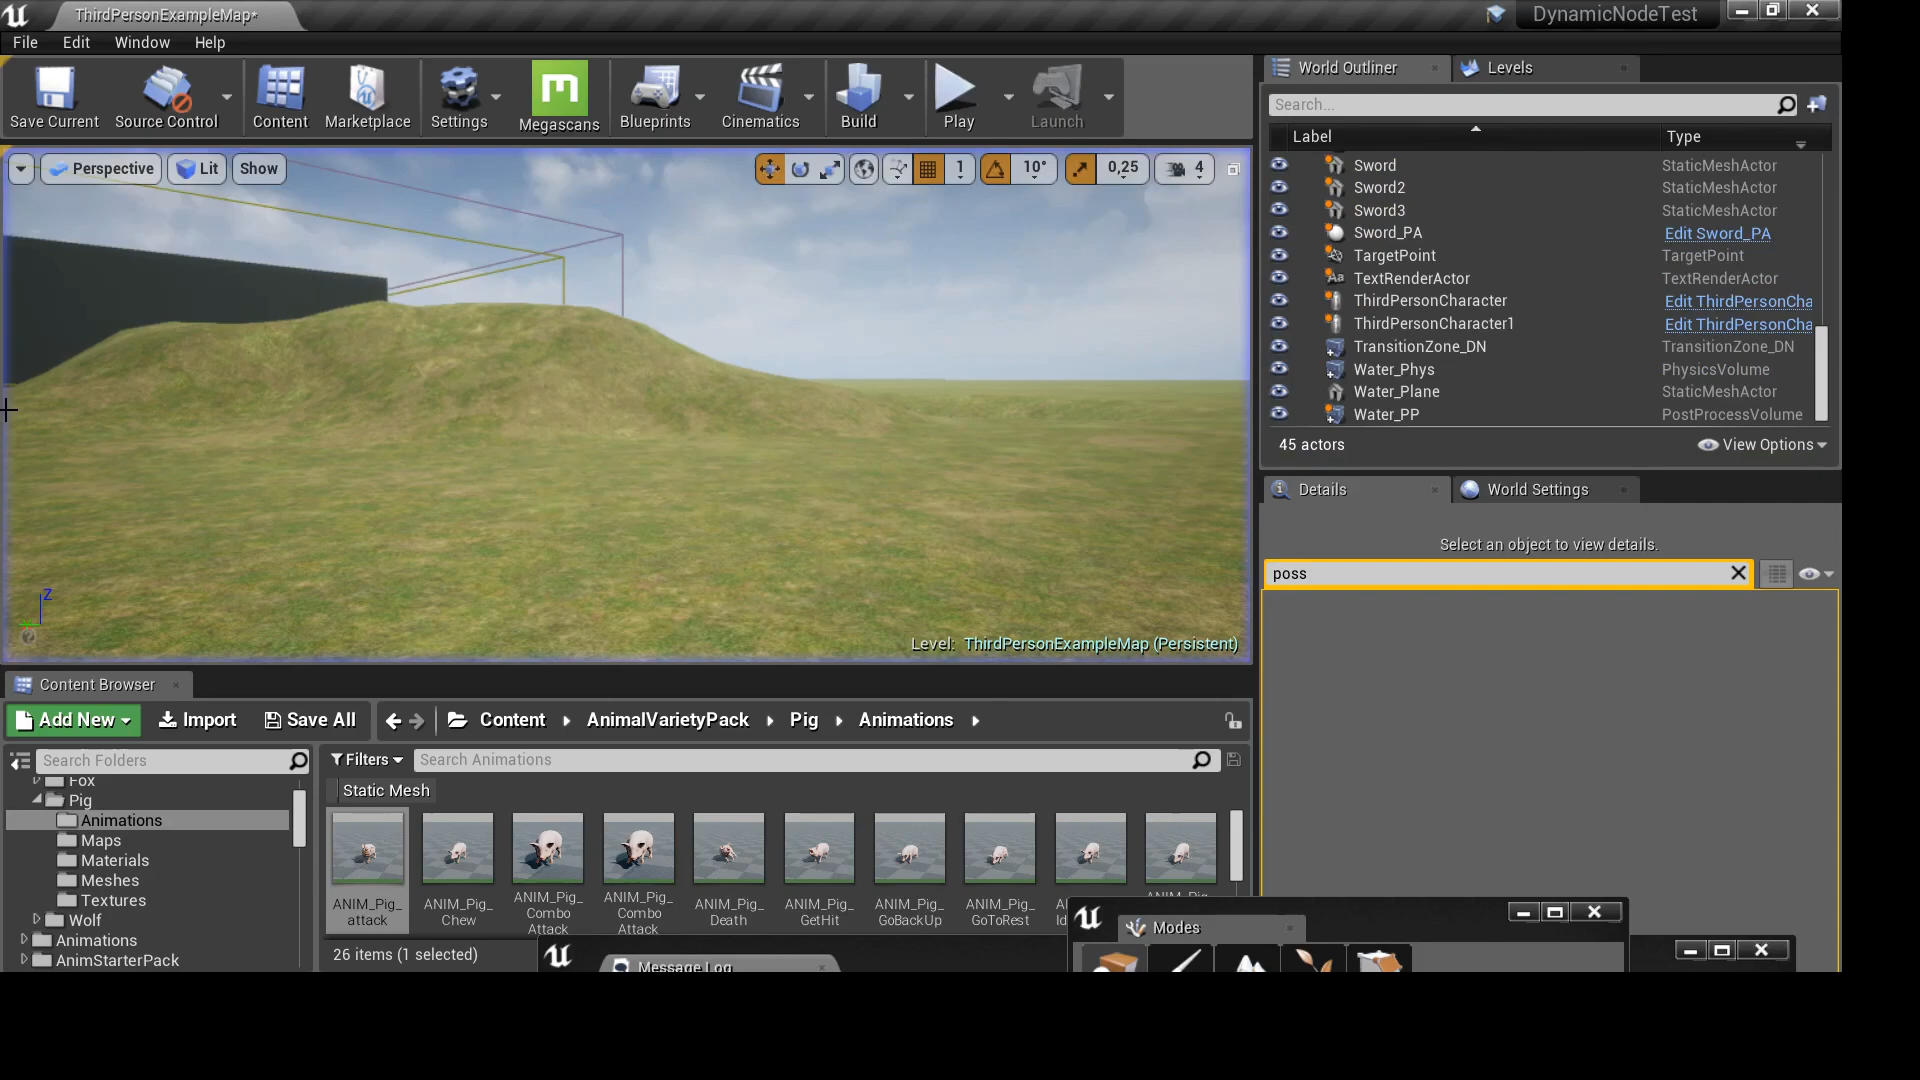 ThirdPersonExampleMap*
DynamicNodeTest
File Edit Window Help
Save Current Source Control Content Marketplace Settings Megascans Blueprints Cinematics Build Play Launch
Perspective Lit Show 1 10° 0,25 4
Level: ThirdPersonExampleMap (Persistent)
World Outliner Levels
Search...
Label Type
Sword StaticMeshActor
Sword2 StaticMeshActor
Sword3 StaticMeshActor
Sword_PA Edit Sword_PA
TargetPoint TargetPoint
TextRenderActor TextRenderActor
ThirdPersonCharacter Edit ThirdPersonCha
ThirdPersonCharacter1 Edit ThirdPersonCha
TransitionZone_DN TransitionZone_DN
Water_Phys PhysicsVolume
Water_Plane StaticMeshActor
Water_PP PostProcessVolume
45 actors View Options
Details World Settings
Select an object to view details.
poss
Content Browser
Add New Import Save All Content AnimalVarietyPack Pig Animations
Search Folders
Fox
Pig
Animations
Maps
Materials
Meshes
Textures
Wolf
Animations
AnimStarterPack
Filters Search Animations
Static Mesh
ANIM_Pig_
attack
ANIM_Pig_
Chew
ANIM_Pig_
Combo
Attack
ANIM_Pig_
Combo
Attack
ANIM_Pig_
Death
ANIM_Pig_
GetHit
ANIM_Pig_
GoBackUp
ANIM_Pig_
GoToRest
26 items (1 selected)
Message Log
Modes